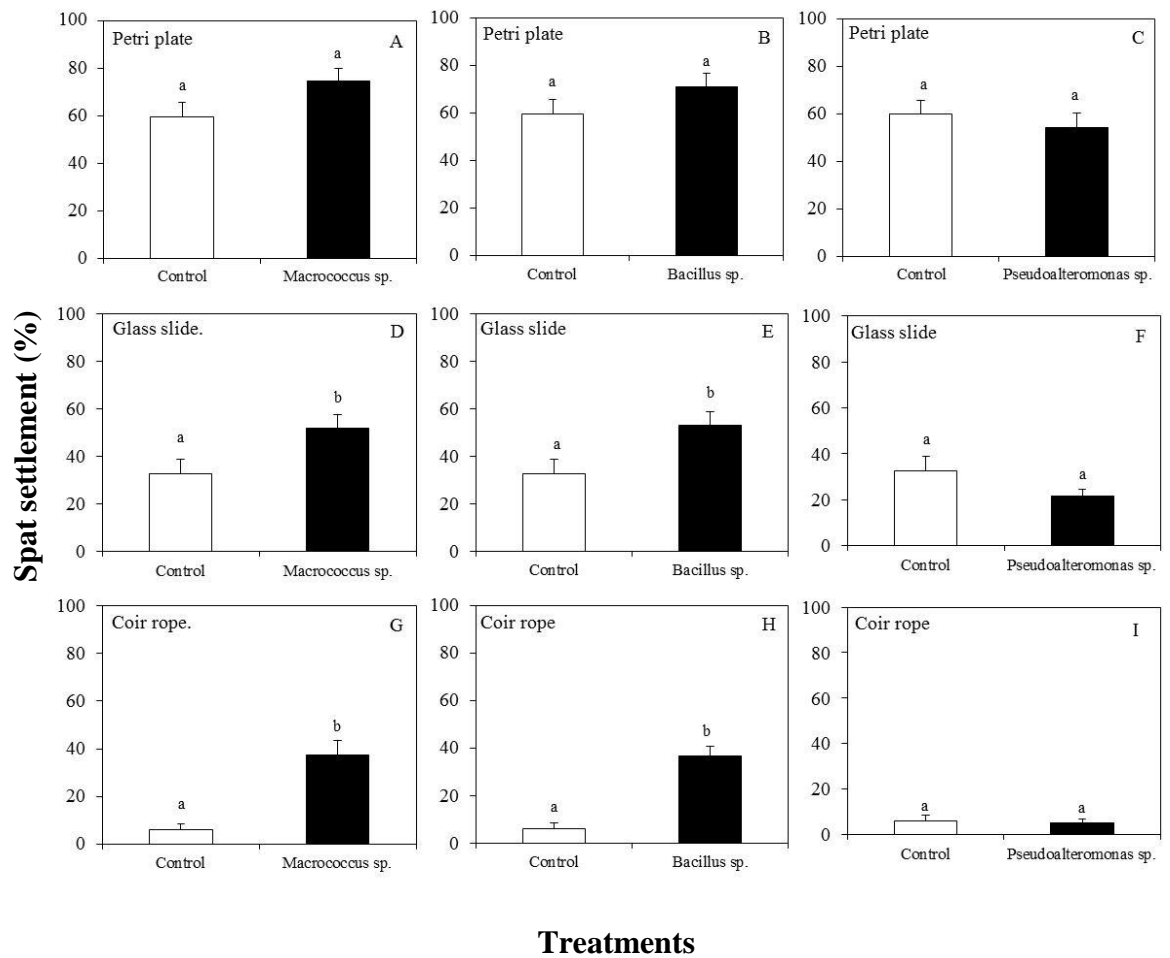 Spat settlement (%)
Petri plate A
100
80
60
40
20
0
a
a
Control Macrococcus sp.
Petri plate B
100
80
60
40
20
0
a
a
Control Bacillus sp.
Petri plate C
100
80
60
40
20
0
a
a
Control Pseudoalteromonas sp.
Glass slide. D
100
80
60
40
20
0
a
b
Control Macrococcus sp.
Glass slide E
100
80
60
40
20
0
a
b
Control Bacillus sp.
Glass slide F
100
80
60
40
20
0
a
a
Control Pseudoalteromonas sp.
Coir rope. G
100
80
60
40
20
0
a
b
Control Macrococcus sp.
Coir rope H
100
80
60
40
20
0
a
b
Control Bacillus sp.
Coir rope I
100
80
60
40
20
0
a
a
Control Pseudoalteromonas sp.
Treatments